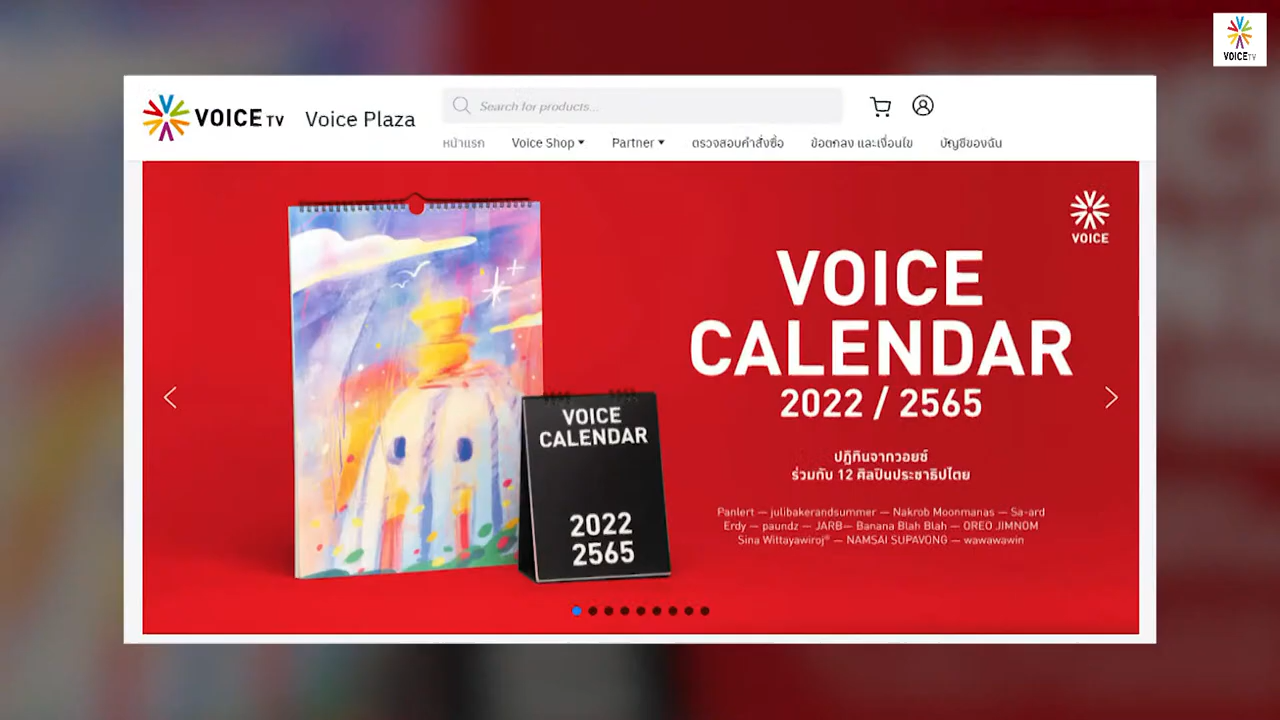 VOICE TV
VOICE TV Voice Plaza
Search for products...
หน้าแรก Voice Shop Partner ตรวจสอบคำสั่งซื้อ ข้อตกลง และเงื่อนไข บัญชีของฉัน
VOICE
VOICE
CALENDAR
2022 / 2565
ปฏิทินจากวอยซ์
ร่วมกับ 12 ศิลปินประชาธิปไตย
Panlert — julibakerandsummer — Nakrob Moonmanas — Sa-ard
Erdy — paundz — JARB— Banana Blah Blah — OREO JIMNOM
Sina Wittayawiroj® — NAMSAI SUPAVONG — wawawawin
VOICE
CALENDAR
2022
2565